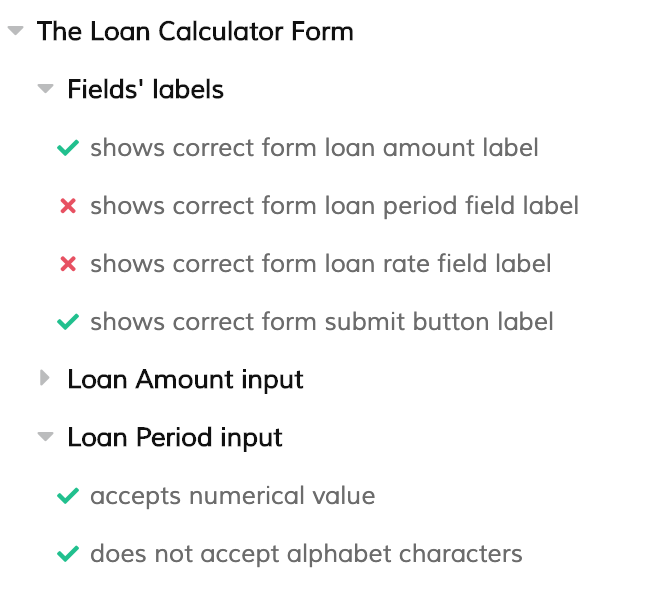 The Loan Calculator Form
Fields' labels
shows correct form loan amount label
shows correct form loan period field label
shows correct form loan rate field label
shows correct form submit button label
Loan Amount input
Loan Period input
accepts numerical value
does not accept alphabet characters